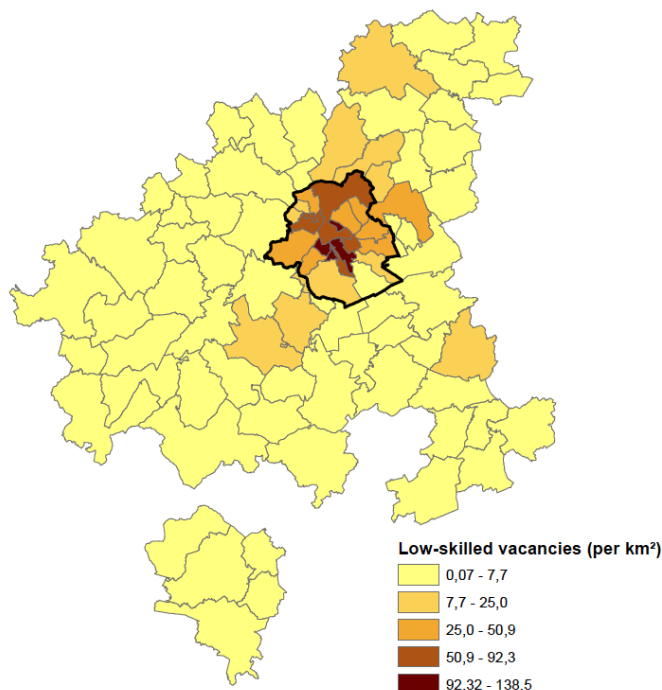 Low-skilled vacancies (per km²)
0,07 - 7,7
7,7 - 25,0
25,0 - 50,9
50,9 - 92,3
92,32 - 138,5